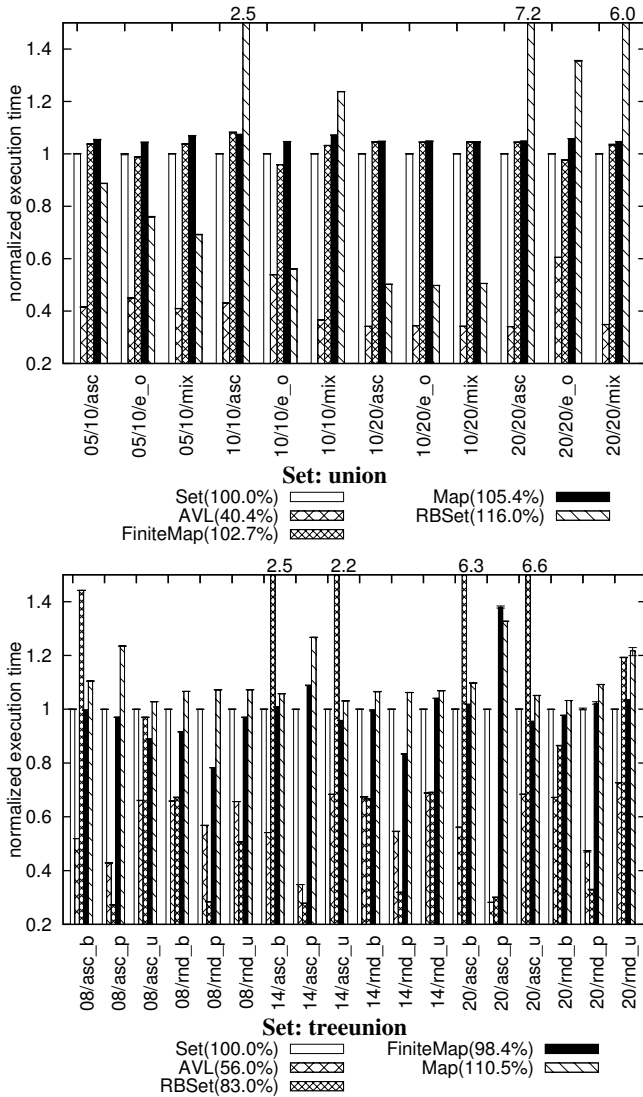 2.5 7.2 6.0
1.4
1.2
1
0.8
0.6
0.4
0.2
normalized execution time
05/10/asc
05/10/e_o
05/10/mix
10/10/asc
10/10/e_o
10/10/mix
10/20/asc
10/20/e_o
10/20/mix
20/20/asc
20/20/e_o
20/20/mix
Set: union
Set(100.0%) Map(105.4%)
AVL(40.4%) RBSet(116.0%)
FiniteMap(102.7%)
2.5 2.2 6.3 6.6
1.4
1.2
1
0.8
0.6
0.4
0.2
normalized execution time
08/asc_b
08/asc_p
08/asc_u
08/rnd_b
08/rnd_p
08/rnd_u
14/asc_b
14/asc_p
14/asc_u
14/rnd_b
14/rnd_p
14/rnd_u
20/asc_b
20/asc_p
20/asc_u
20/rnd_b
20/rnd_p
20/rnd_u
Set: treeunion
Set(100.0%) FiniteMap(98.4%)
AVL(56.0%) Map(110.5%)
RBSet(83.0%)